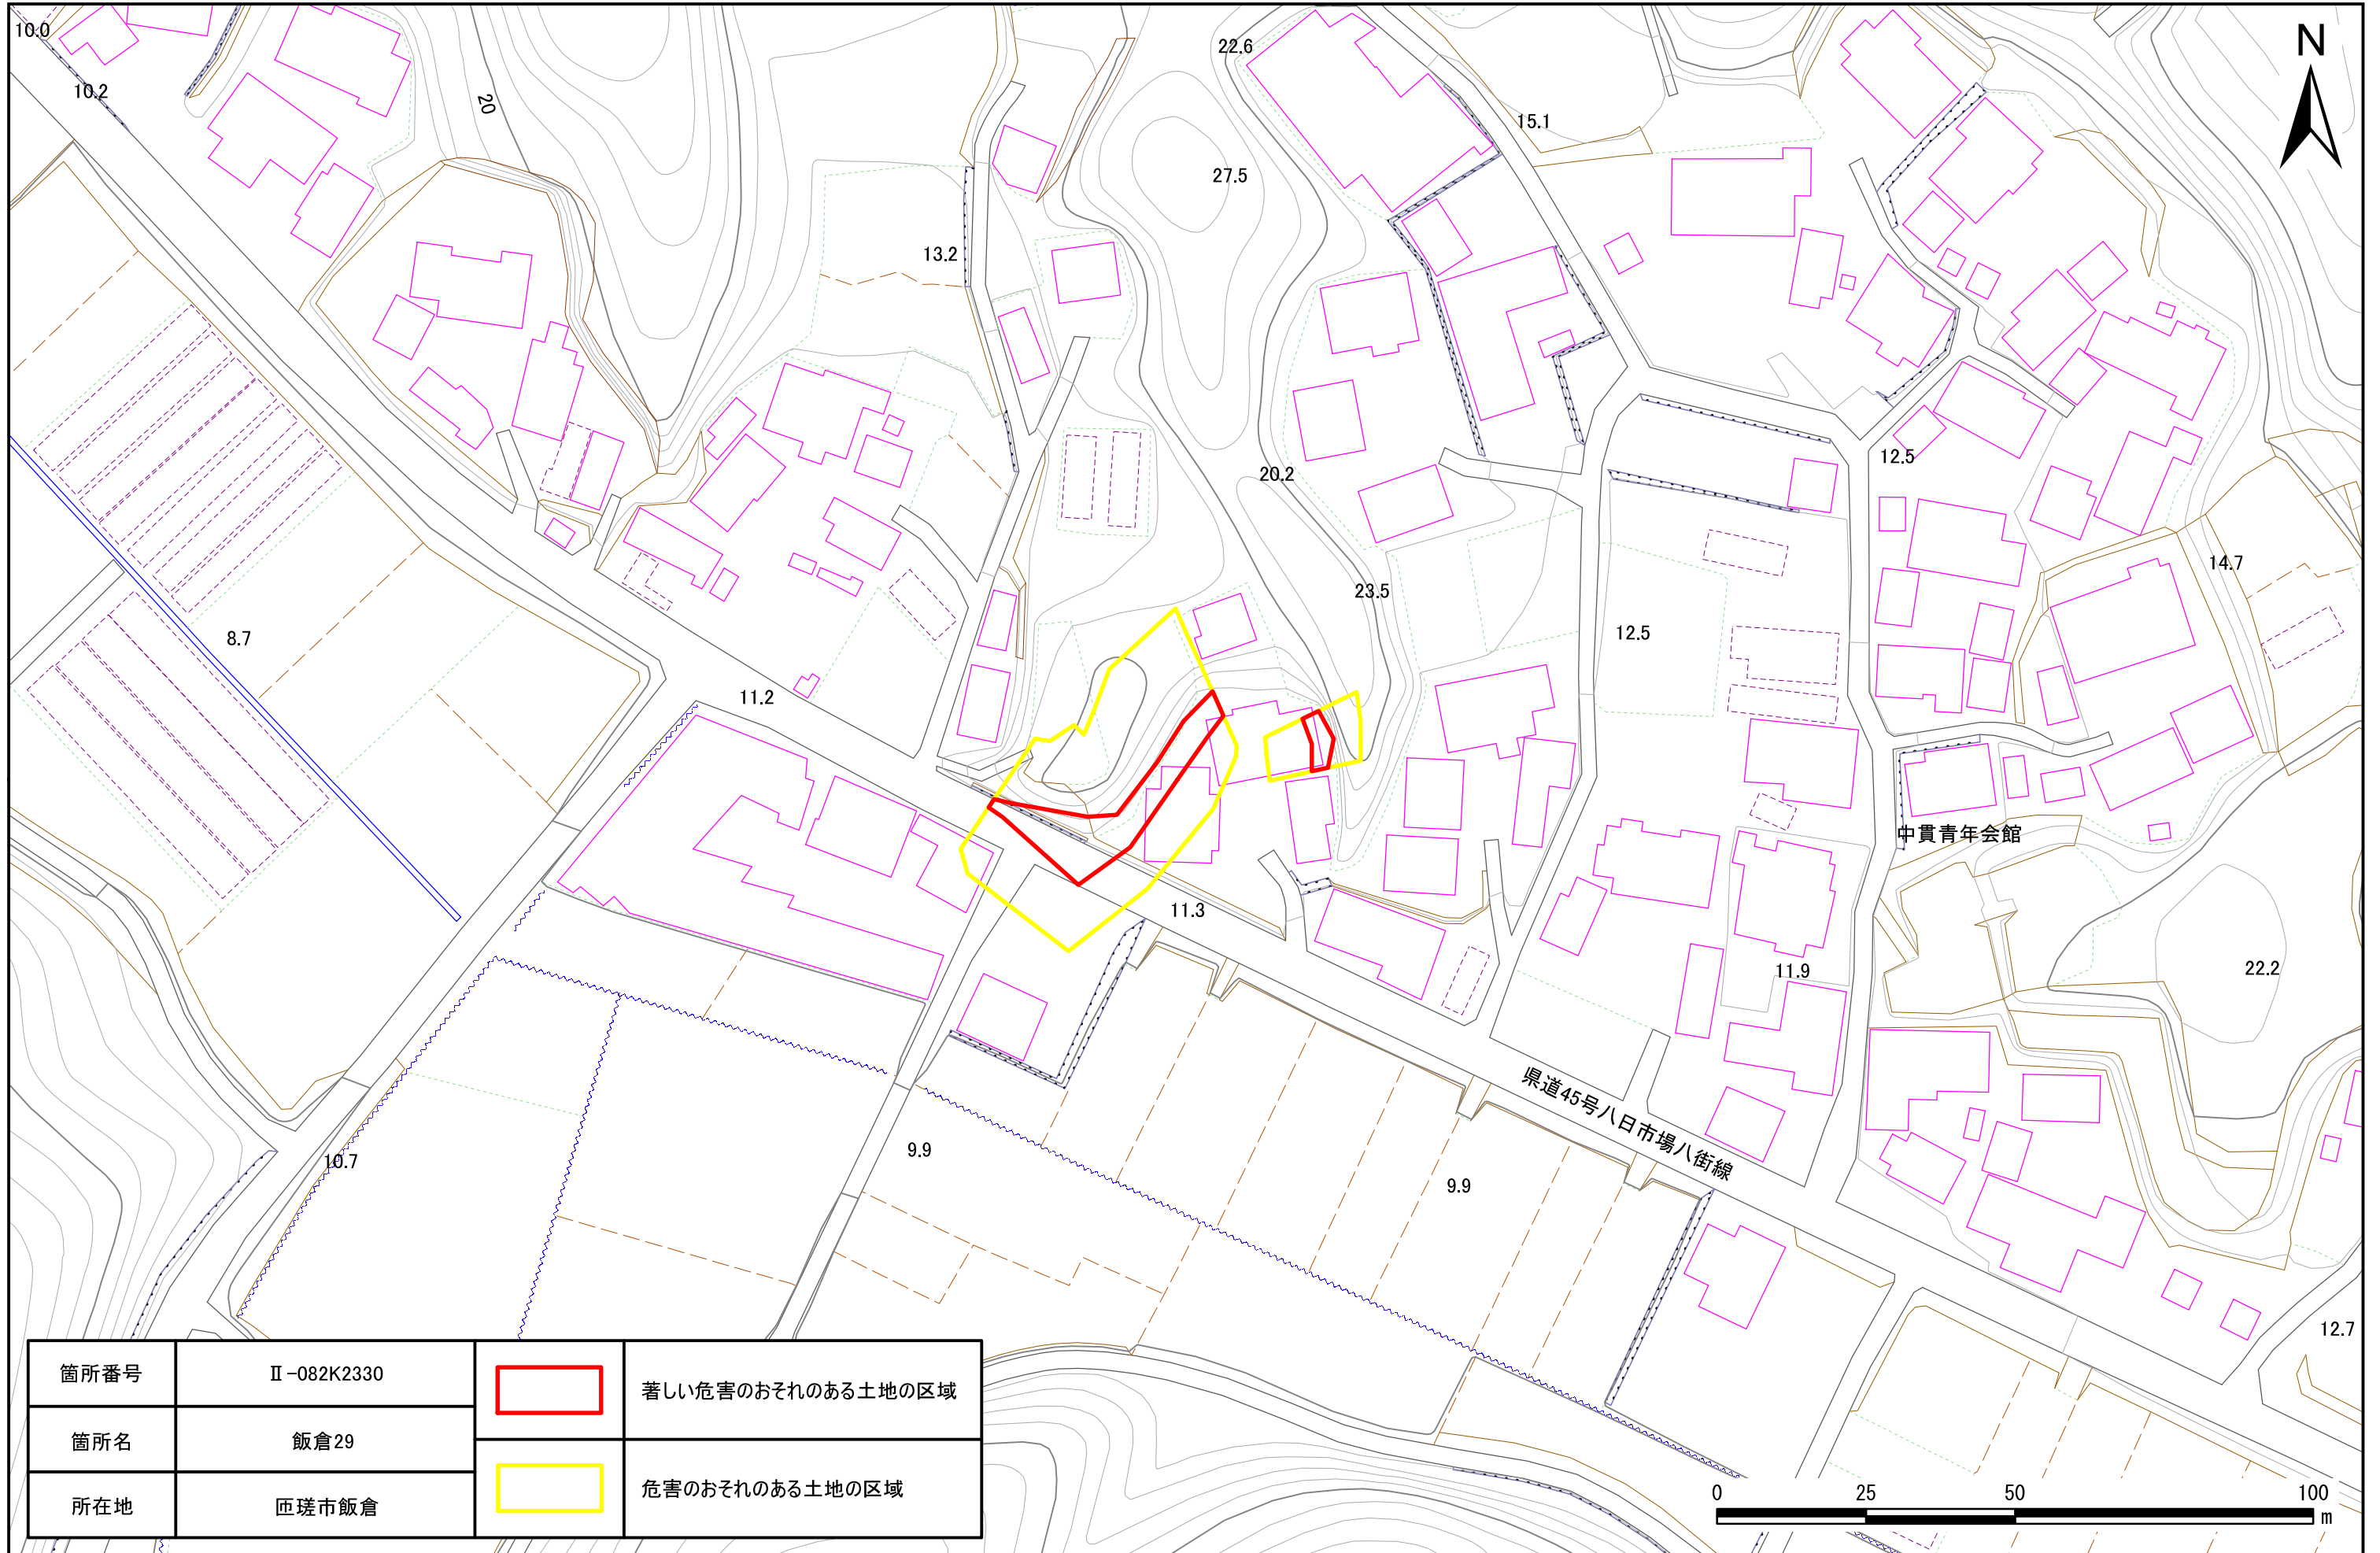 10.0
22.6
N
10.2
20
15.1
27.5
13.2
12.5
20.2
14.7
23.5
8.7
12.5
11.2
中貫青年会館
11.3
22.2
11.9
県道45号八日市場八街線
9.9
10.7
9.9
12.7
箇所番号 Ⅱ-082K2330
箇所名 飯倉29
所在地 匝瑳市飯倉
著しい危害のおそれのある土地の区域
危害のおそれのある土地の区域
0 25 50 100
m